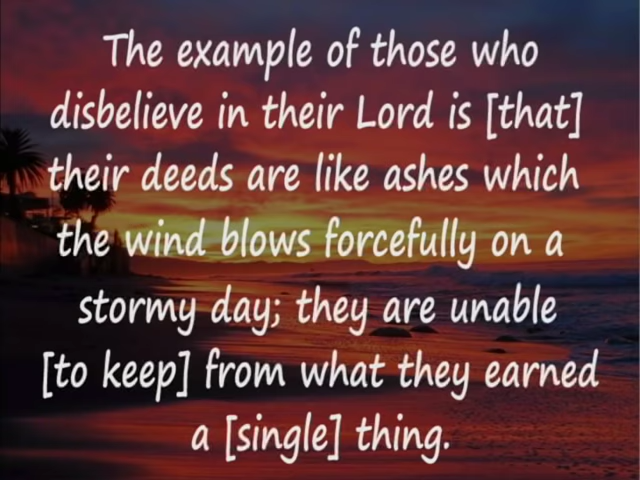 The example of those who
disbelieve in their Lord is [that]
their deeds are like ashes which
the wind blows forcefully on a
stormy day; they are unable
[to keep] from what they earned
a [single] thing.